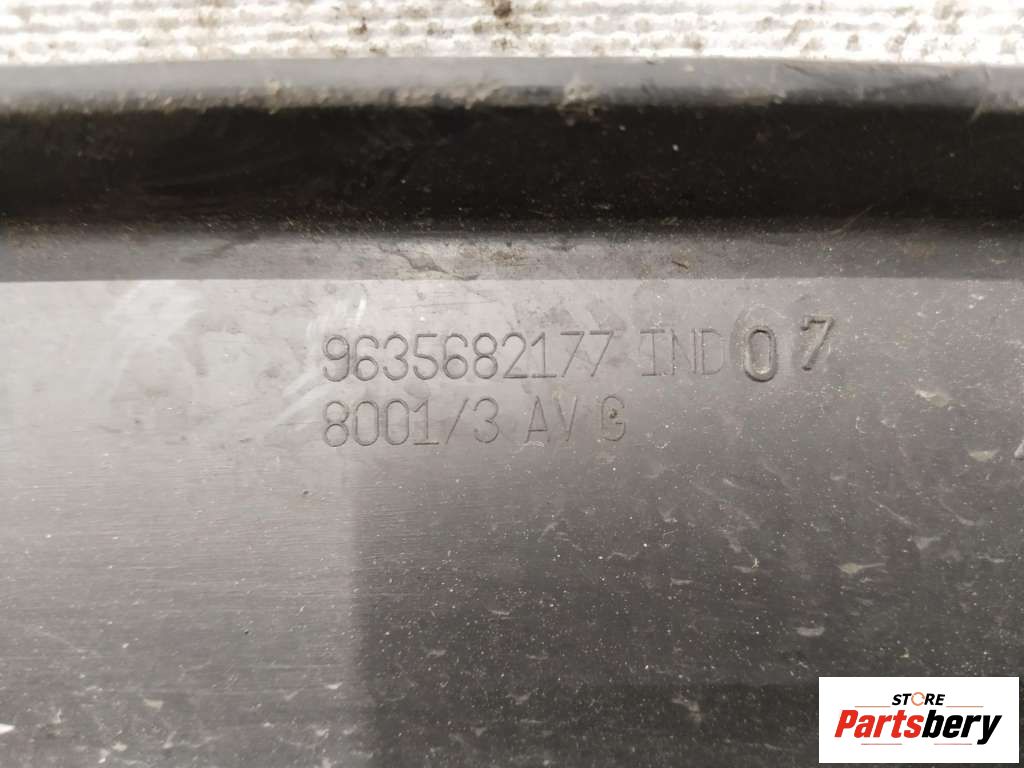 9635682177 IND 07
8001/3 AV G
STORE
Partsbery